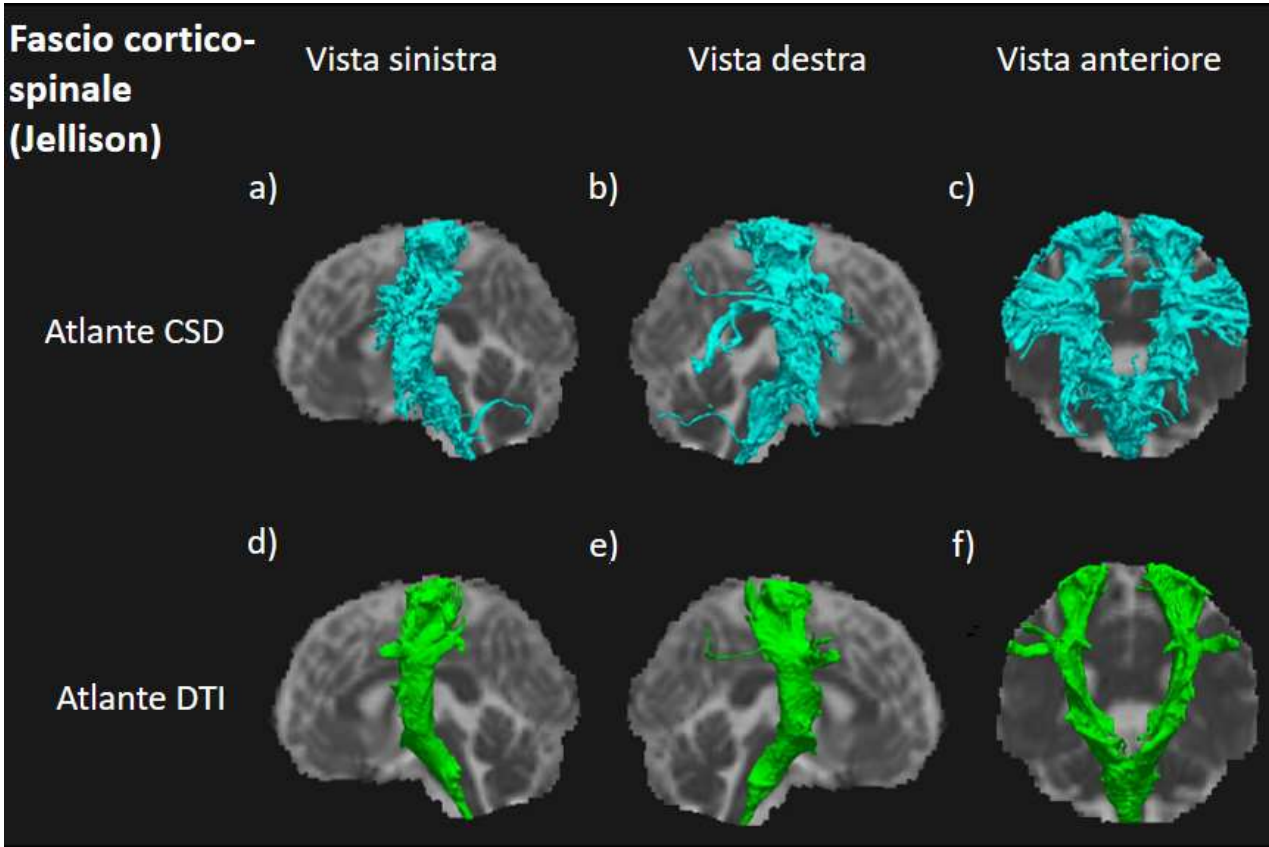 Fascio cortico-
spinale
(Jellison)
Vista sinistra
Vista destra
Vista anteriore
a)
b)
c)
Atlante CSD
d)
e)
f)
Atlante DTI